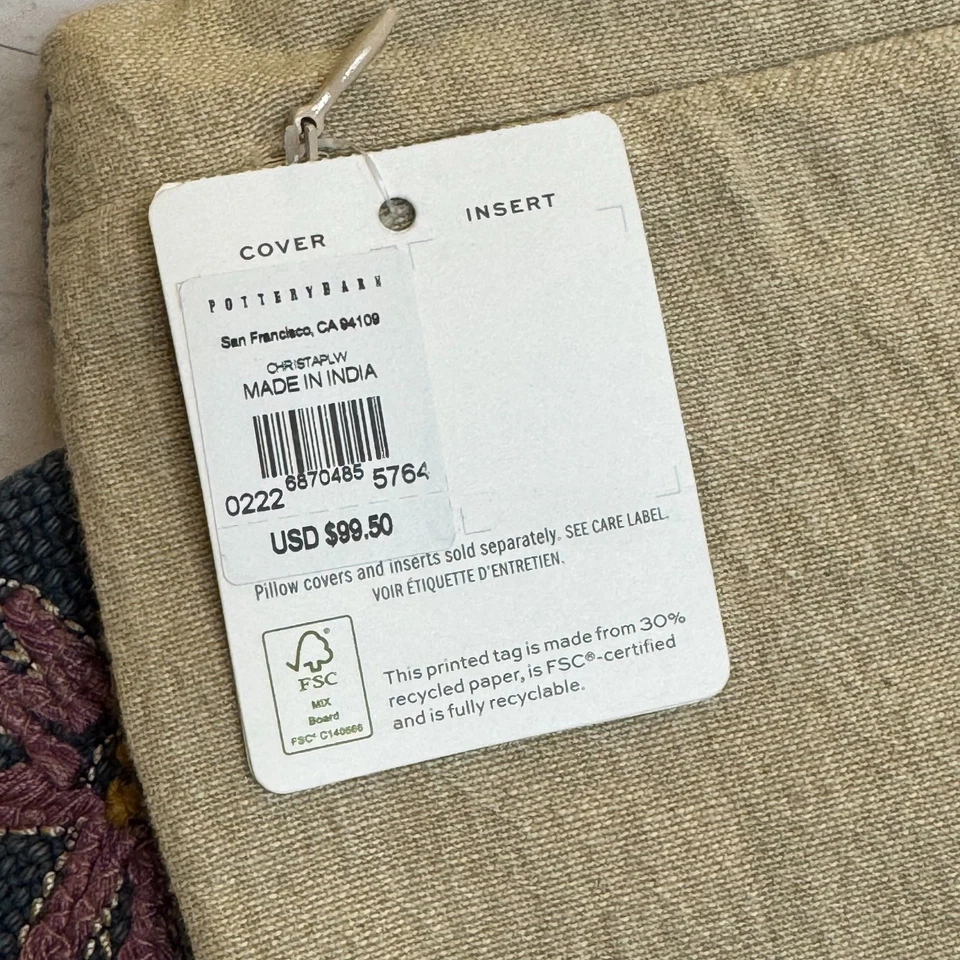 COVER
INSERT
POTTERYBARN
San Francisco, CA 94109
CHRISTAPLW
MADE IN INDIA
0222 6870485 5764
USD $99.50
Pillow covers and inserts sold separately. SEE CARE LABEL.
VOIR ÉTIQUETTE D'ENTRETIEN.
FSC
MIX
Board
FSC® C140566
This printed tag is made from 30%
recycled paper, is FSC®-certified
and is fully recyclable.